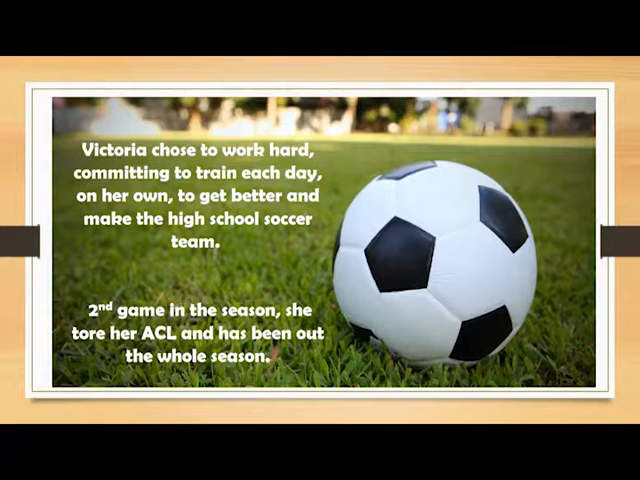 Victoria chose to work hard,
committing to train each day,
on her own, to get better and
make the high school soccer
team.
2nd game in the season, she
tore her ACL and has been out
the whole season.